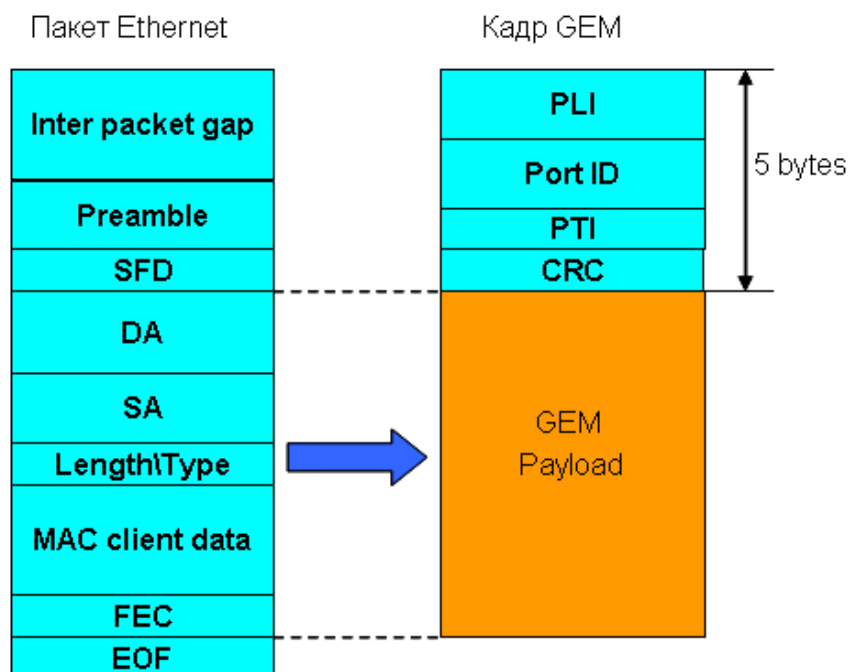 Пакет Ethernet
Кадр GEM
Inter packet gap
Preamble
SFD
DA
SA
Length\Type
MAC client data
FEC
EOF
PLI
Port ID
PTI
CRC
5 bytes
GEM
Payload